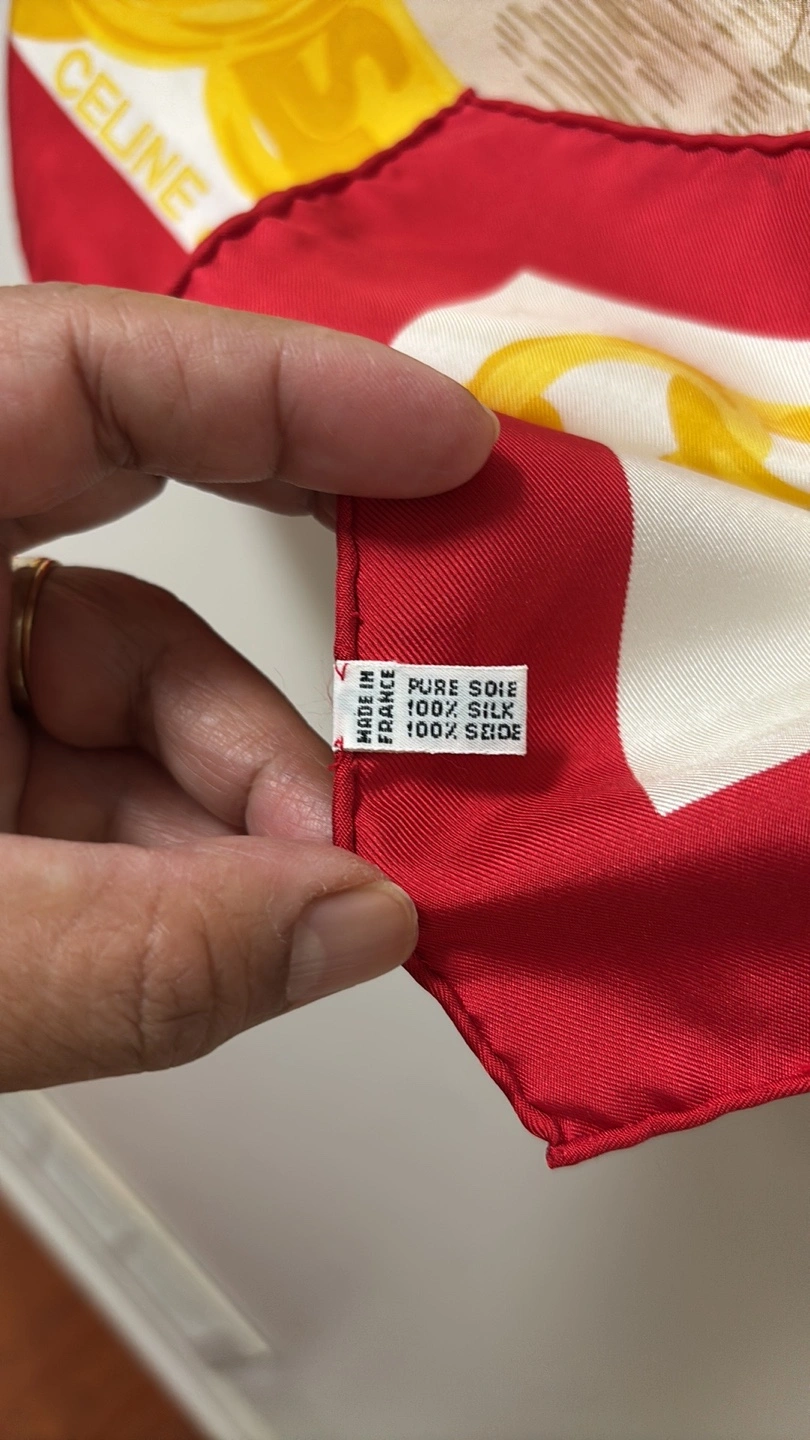 CELINE
MADE IN
FRANCE
PURE SOIE
100% SILK
100% SEIDE